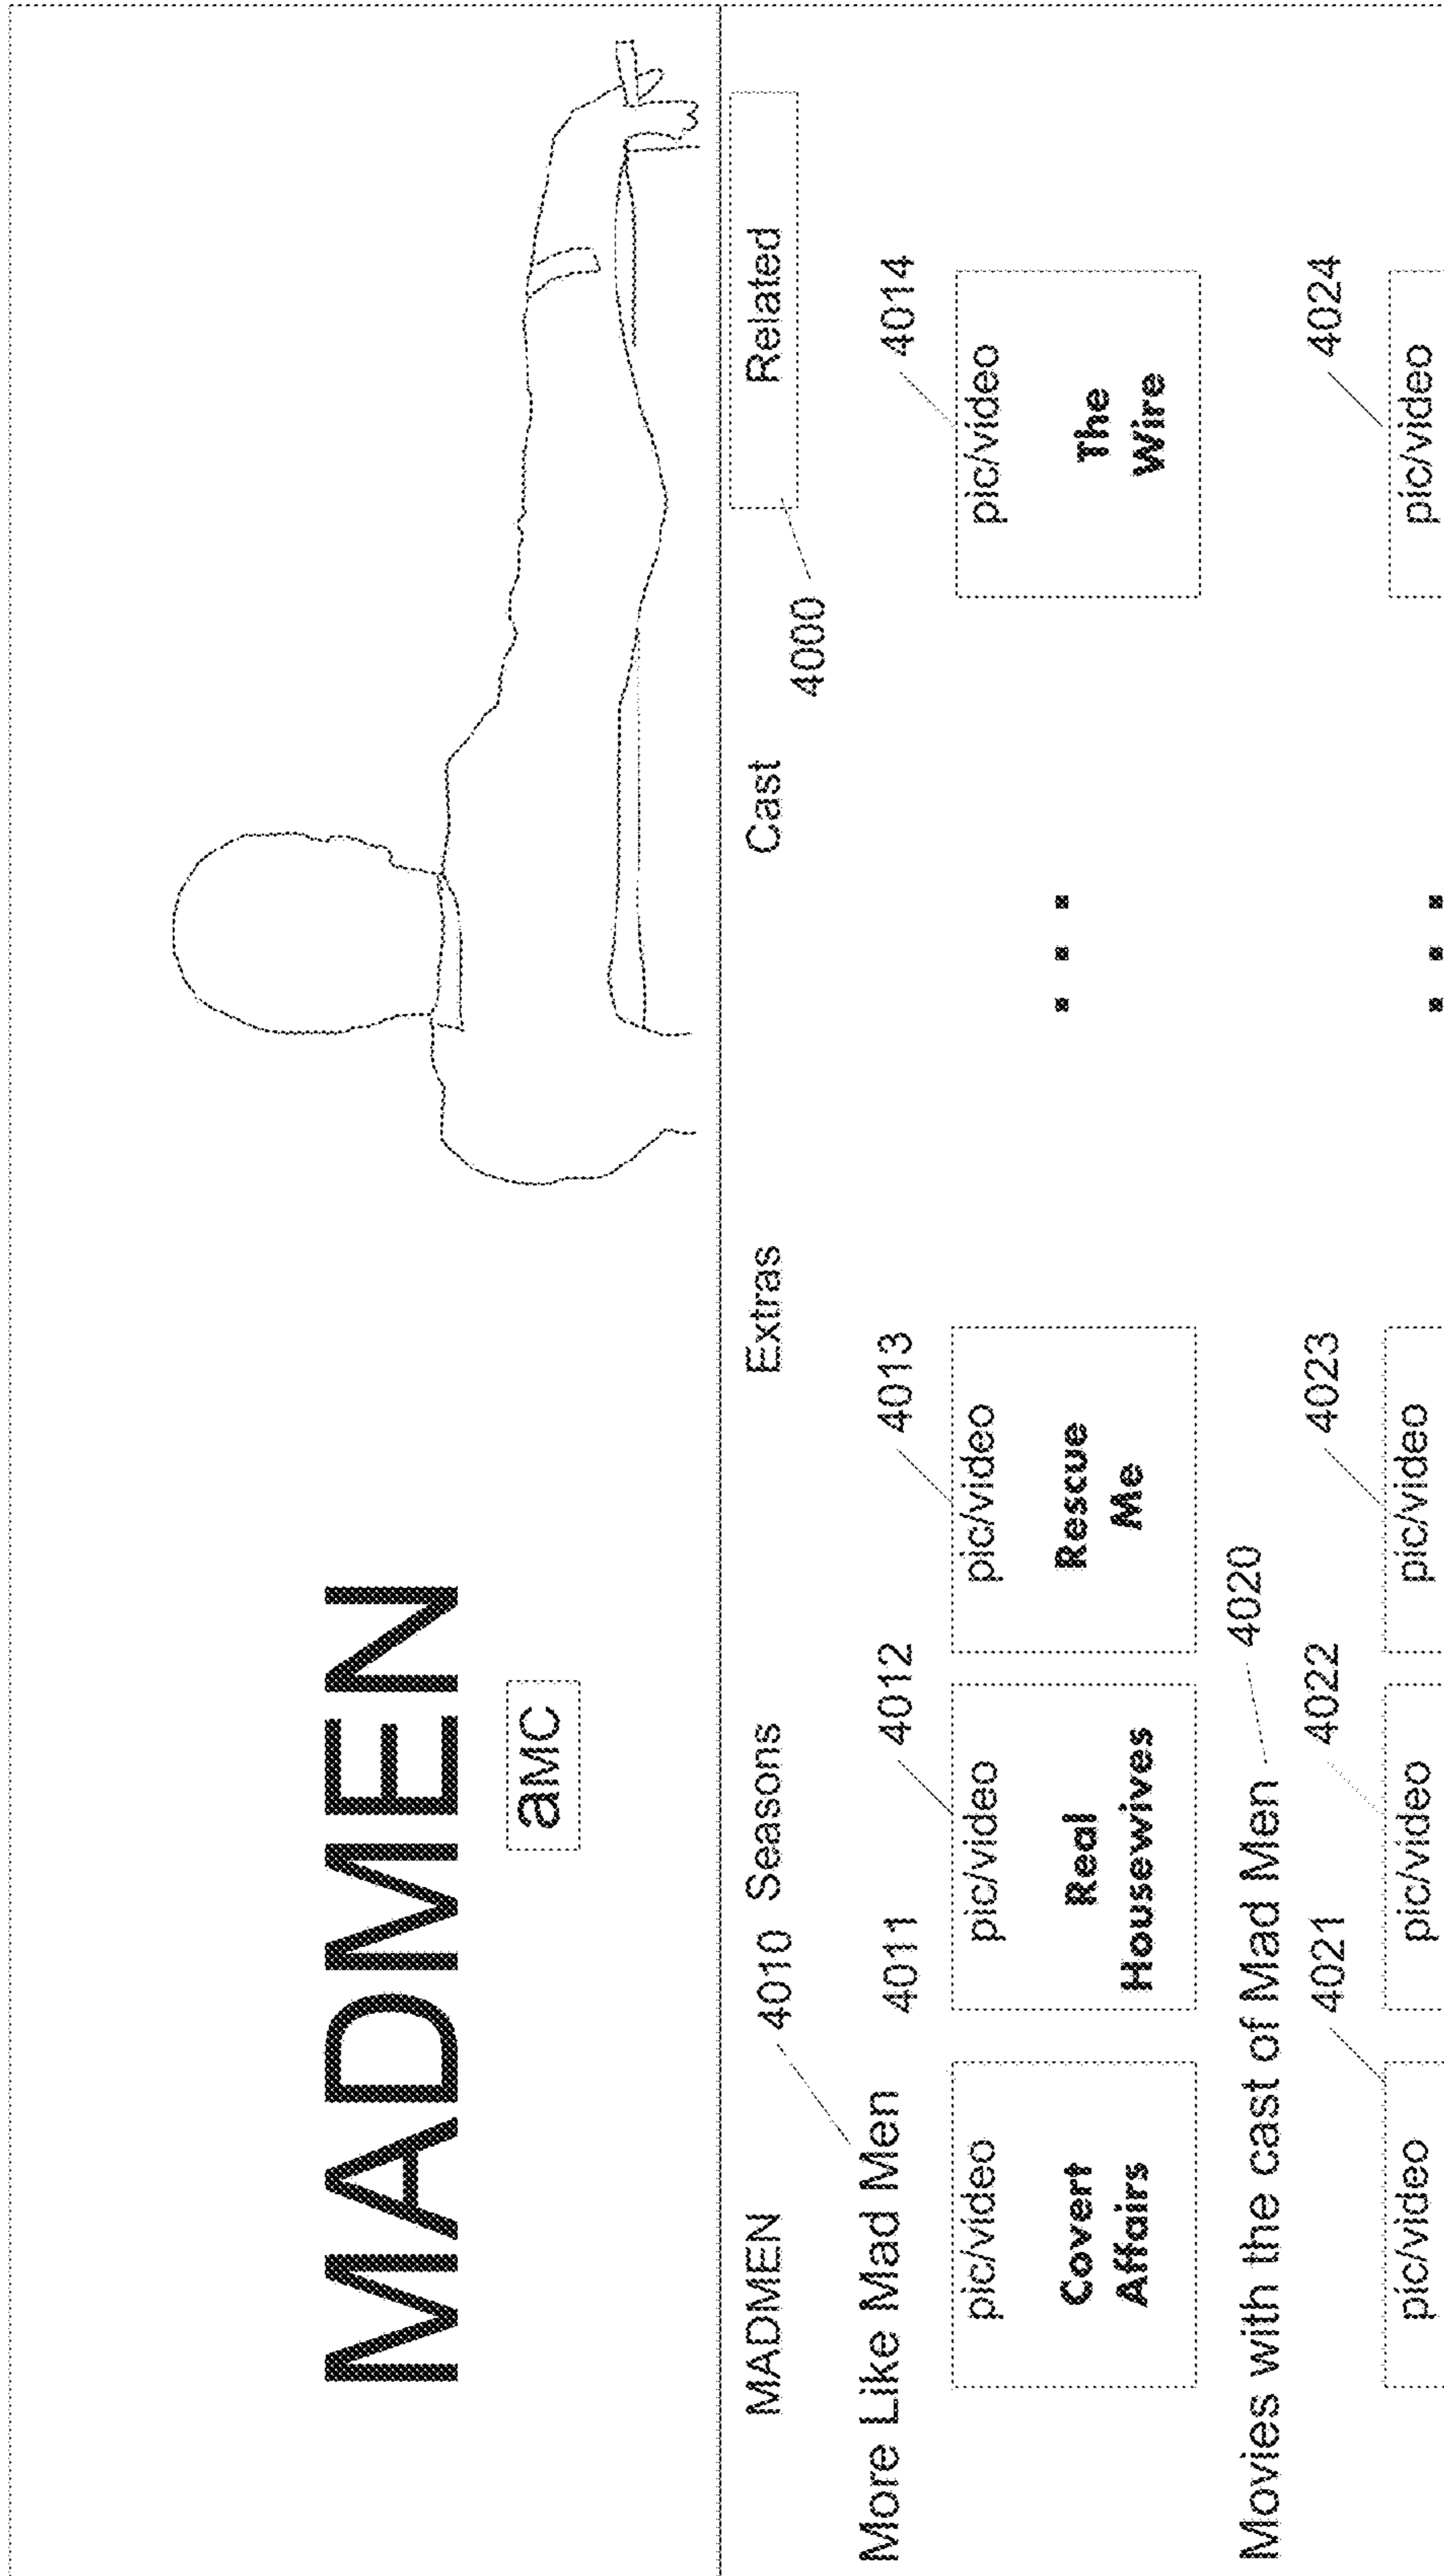 MADMEN
aMC
MADMEN 4010 Seasons Extras Cast Related
4000
More Like Mad Men 4011 4012 4013 4014
pic/video pic/video pic/video pic/video
Covert Real Rescue The
Affairs Housewives Me Wire
. . .
Movies with the cast of Mad Men 4020
4021 4022 4023 4024
pic/video pic/video pic/video pic/video
. . .